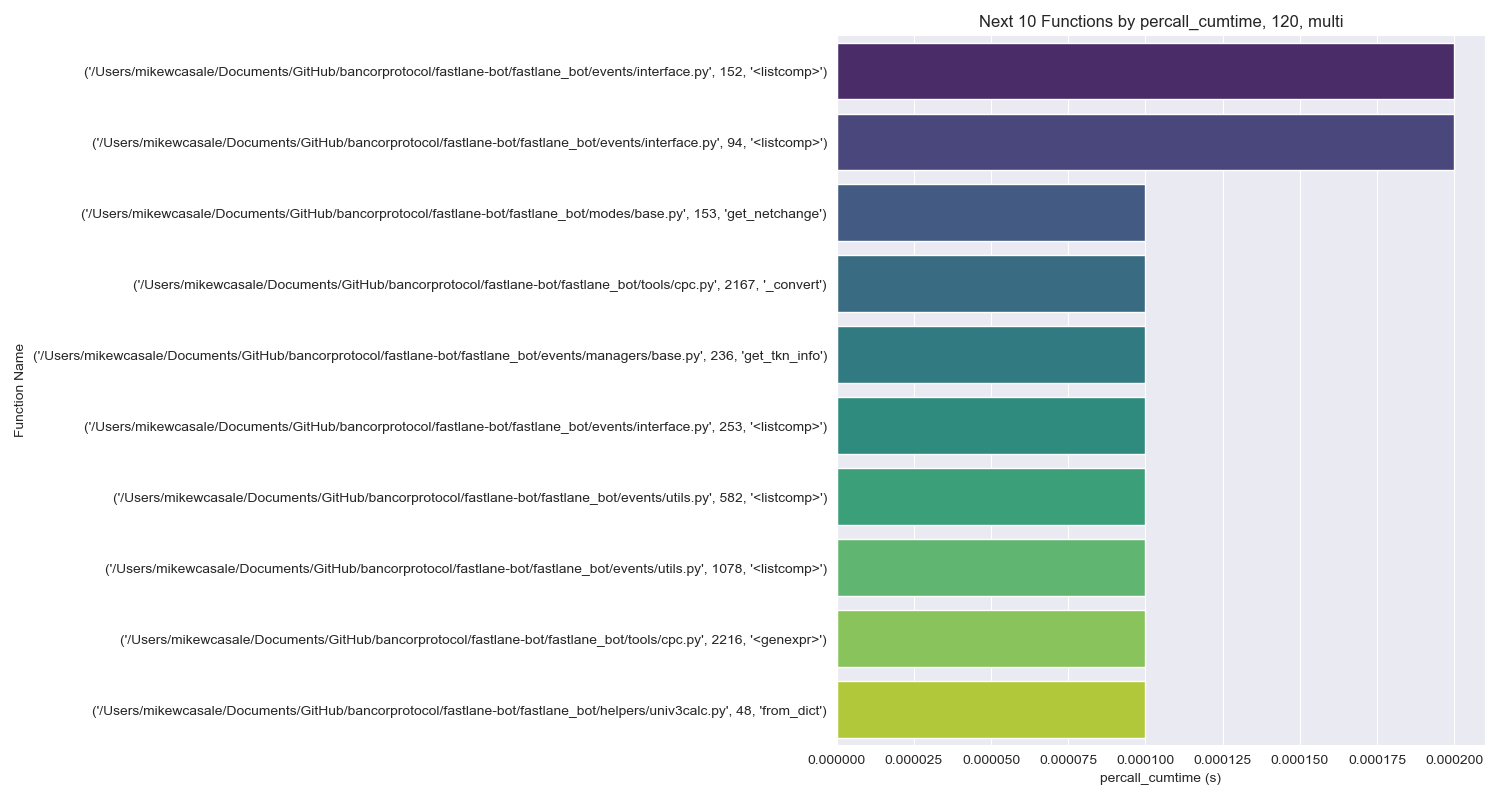 Next 10 Functions by percall_cumtime, 120, multi
Function Name
('/Users/mikewcasale/Documents/GitHub/bancorprotocol/fastlane-bot/fastlane_bot/events/interface.py', 152, '<listcomp>')
('/Users/mikewcasale/Documents/GitHub/bancorprotocol/fastlane-bot/fastlane_bot/events/interface.py', 94, '<listcomp>')
('/Users/mikewcasale/Documents/GitHub/bancorprotocol/fastlane-bot/fastlane_bot/modes/base.py', 153, 'get_netchange')
('/Users/mikewcasale/Documents/GitHub/bancorprotocol/fastlane-bot/fastlane_bot/tools/cpc.py', 2167, '_convert')
('/Users/mikewcasale/Documents/GitHub/bancorprotocol/fastlane-bot/fastlane_bot/events/managers/base.py', 236, 'get_tkn_info')
('/Users/mikewcasale/Documents/GitHub/bancorprotocol/fastlane-bot/fastlane_bot/events/interface.py', 253, '<listcomp>')
('/Users/mikewcasale/Documents/GitHub/bancorprotocol/fastlane-bot/fastlane_bot/events/utils.py', 582, '<listcomp>')
('/Users/mikewcasale/Documents/GitHub/bancorprotocol/fastlane-bot/fastlane_bot/events/utils.py', 1078, '<listcomp>')
('/Users/mikewcasale/Documents/GitHub/bancorprotocol/fastlane-bot/fastlane_bot/tools/cpc.py', 2216, '<genexpr>')
('/Users/mikewcasale/Documents/GitHub/bancorprotocol/fastlane-bot/fastlane_bot/helpers/univ3calc.py', 48, 'from_dict')
0.000000 0.000025 0.000050 0.000075 0.000100 0.000125 0.000150 0.000175 0.000200
percall_cumtime (s)